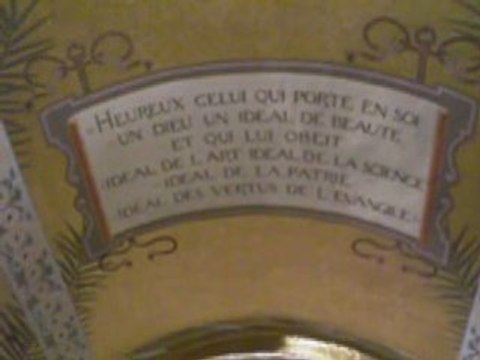 « HEUREUX CELUI QUI PORTE EN SOI
UN DIEU UN IDEAL DE BEAUTE
ET QUI LUI OBEIT
IDEAL DE L'ART IDEAL DE LA SCIENCE
IDEAL DE LA PATRIE
IDEAL DES VERTUS DE L'EVANGILE »